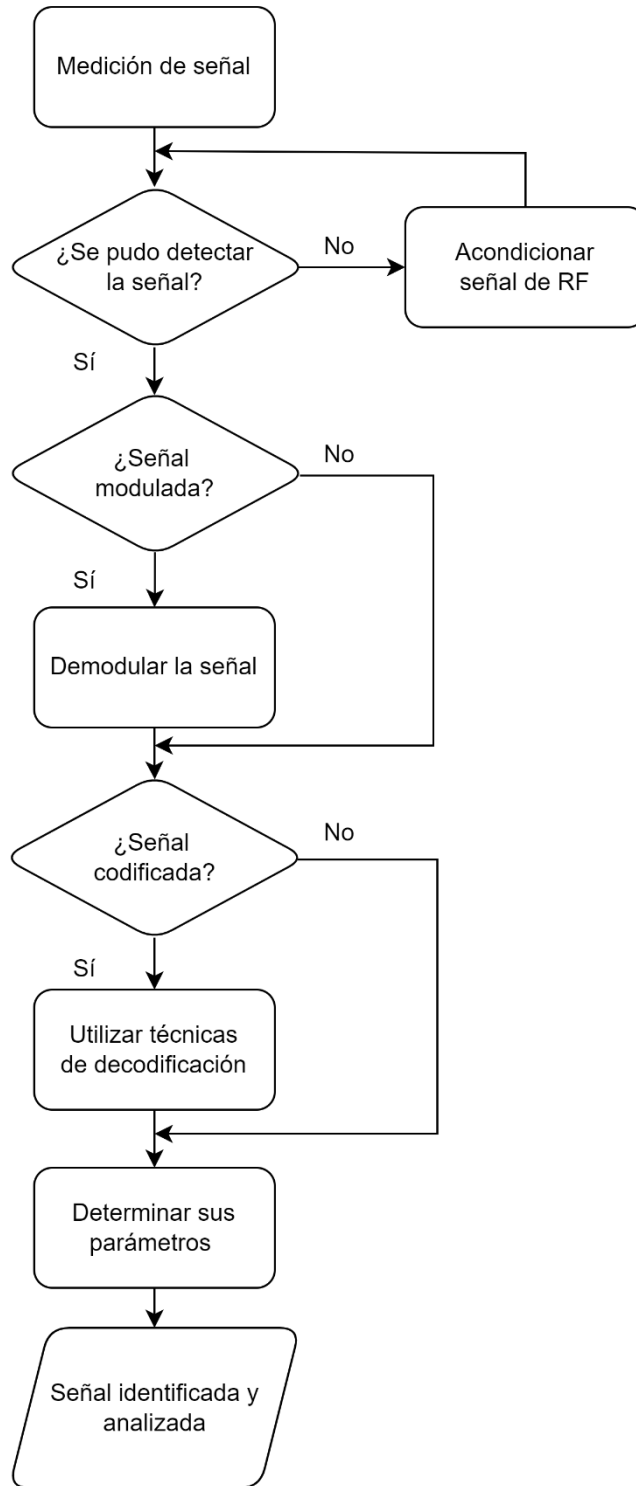 Medición de señal
¿Se pudo detectar
la señal?
No
Acondicionar
señal de RF
Sí
¿Señal
modulada?
No
Sí
Demodular la señal
¿Señal
codificada?
No
Sí
Utilizar técnicas
de decodificación
Determinar sus
parámetros
Señal identificada y
analizada